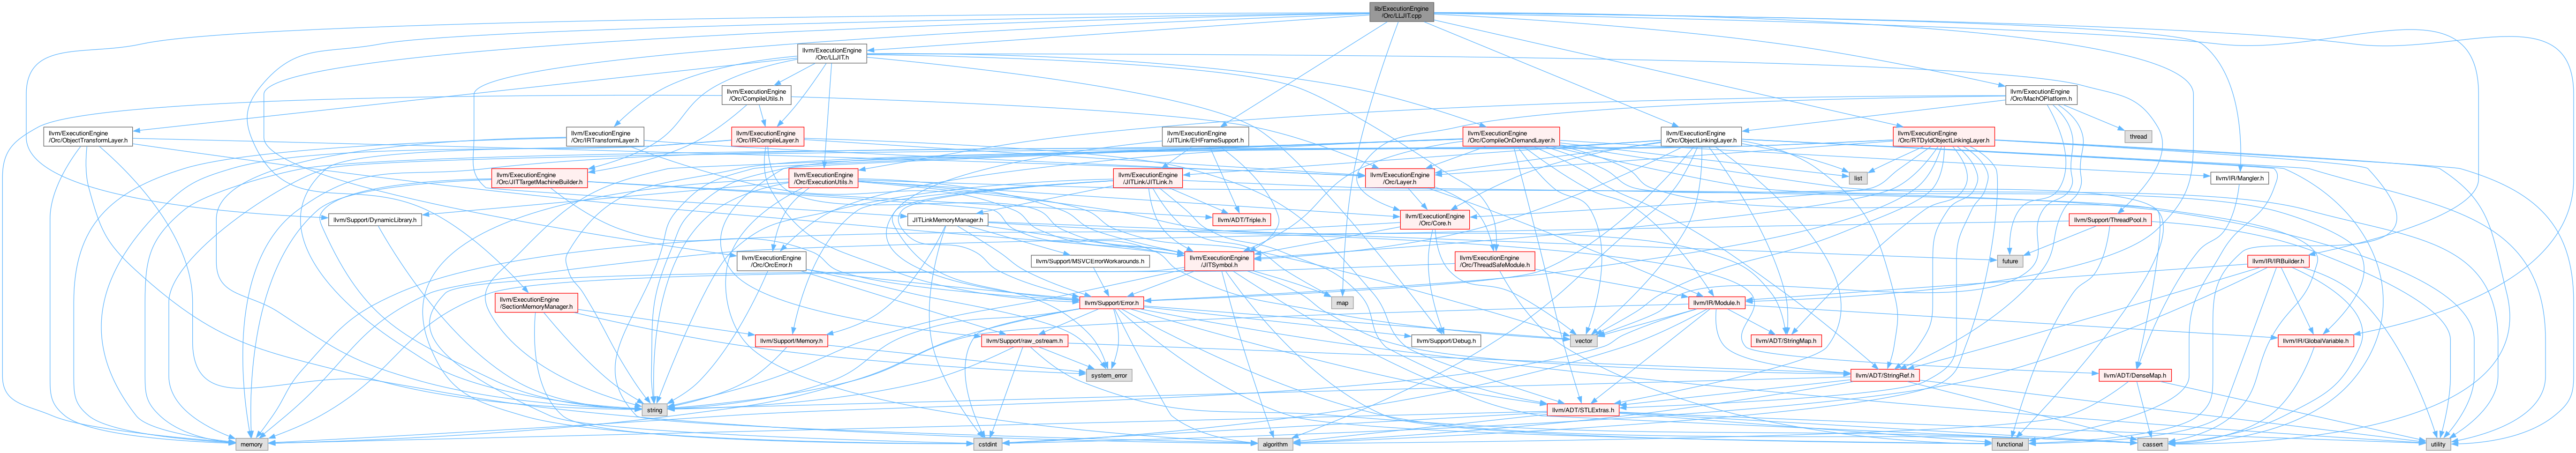 lib/ExecutionEngine
/Orc/LLJIT.cpp
llvm/ExecutionEngine
/Orc/LLJIT.h
llvm/ExecutionEngine
/Orc/CompileUtils.h
llvm/ExecutionEngine
/Orc/MachOPlatform.h
llvm/ExecutionEngine
/Orc/ObjectTransformLayer.h
llvm/ExecutionEngine
/Orc/IRTransformLayer.h
llvm/ExecutionEngine
/Orc/IRCompileLayer.h
llvm/ExecutionEngine
/JITLink/EHFrameSupport.h
llvm/ExecutionEngine
/Orc/CompileOnDemandLayer.h
llvm/ExecutionEngine
/Orc/ObjectLinkingLayer.h
llvm/ExecutionEngine
/Orc/RTDyldObjectLinkingLayer.h
thread
llvm/ExecutionEngine
/Orc/JITTargetMachineBuilder.h
llvm/ExecutionEngine
/Orc/ExecutionUtils.h
llvm/ExecutionEngine
/JITLink/JITLink.h
llvm/ExecutionEngine
/Orc/Layer.h
list
llvm/IR/Mangler.h
llvm/Support/DynamicLibrary.h
JITLinkMemoryManager.h
llvm/ADT/Triple.h
llvm/ExecutionEngine
/Orc/Core.h
llvm/Support/ThreadPool.h
llvm/ExecutionEngine
/Orc/OrcError.h
llvm/Support/MSVCErrorWorkarounds.h
llvm/ExecutionEngine
/JITSymbol.h
llvm/ExecutionEngine
/Orc/ThreadSafeModule.h
future
llvm/IR/IRBuilder.h
llvm/ExecutionEngine
/SectionMemoryManager.h
llvm/Support/Error.h
map
llvm/IR/Module.h
llvm/Support/Memory.h
llvm/Support/raw_ostream.h
llvm/Support/Debug.h
vector
llvm/ADT/StringMap.h
llvm/IR/GlobalVariable.h
system_error
llvm/ADT/StringRef.h
llvm/ADT/DenseMap.h
string
llvm/ADT/STLExtras.h
memory
cstdint
algorithm
functional
cassert
utility